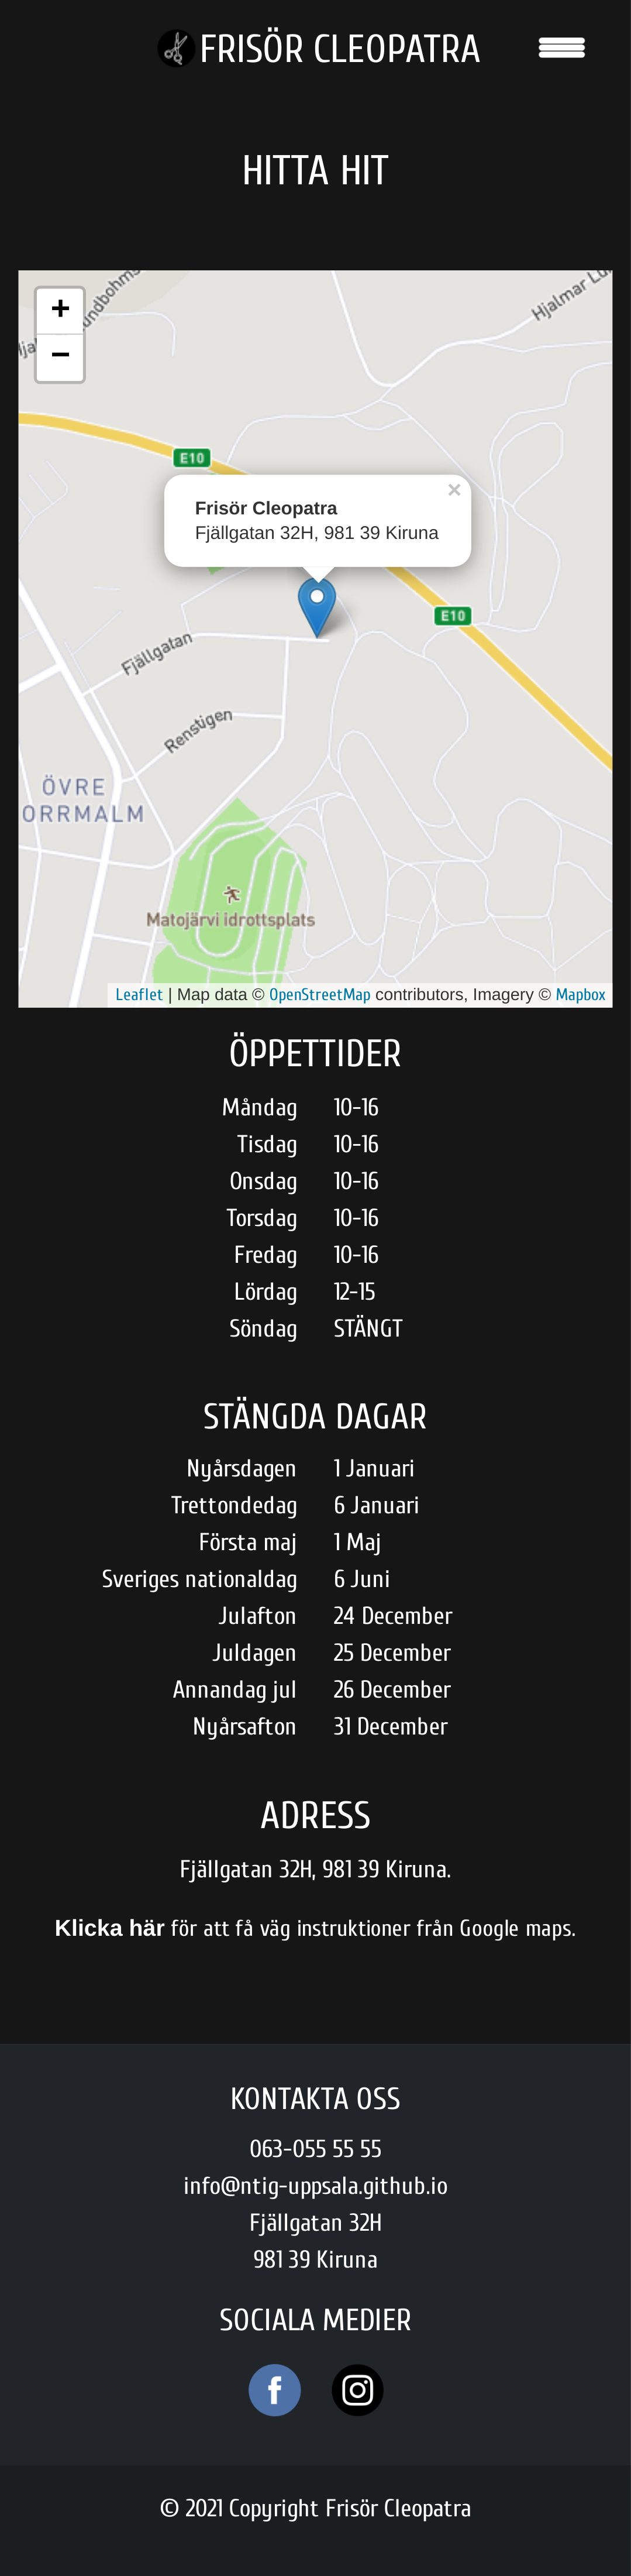 FRISÖR CLEOPATRA
HITTA HIT
+
−
Hjalmar
E10
×
Frisör Cleopatra
Fjällgatan 32H, 981 39 Kiruna
E10
Fjällgatan
Renstigen
ÖVRE
ORRMALM
Matojärvi idrottsplats
Leaflet | Map data © OpenStreetMap contributors, Imagery © Mapbox
ÖPPETTIDER
Måndag 10-16
Tisdag 10-16
Onsdag 10-16
Torsdag 10-16
Fredag 10-16
Lördag 12-15
Söndag STÄNGT
STÄNGDA DAGAR
Nyårsdagen 1 Januari
Trettondedag 6 Januari
Första maj 1 Maj
Sveriges nationaldag 6 Juni
Julafton 24 December
Juldagen 25 December
Annandag jul 26 December
Nyårsafton 31 December
ADRESS
Fjällgatan 32H, 981 39 Kiruna.
Klicka här för att få väg instruktioner från Google maps.
KONTAKTA OSS
063-055 55 55
info@ntig-uppsala.github.io
Fjällgatan 32H
981 39 Kiruna
SOCIALA MEDIER
© 2021 Copyright Frisör Cleopatra